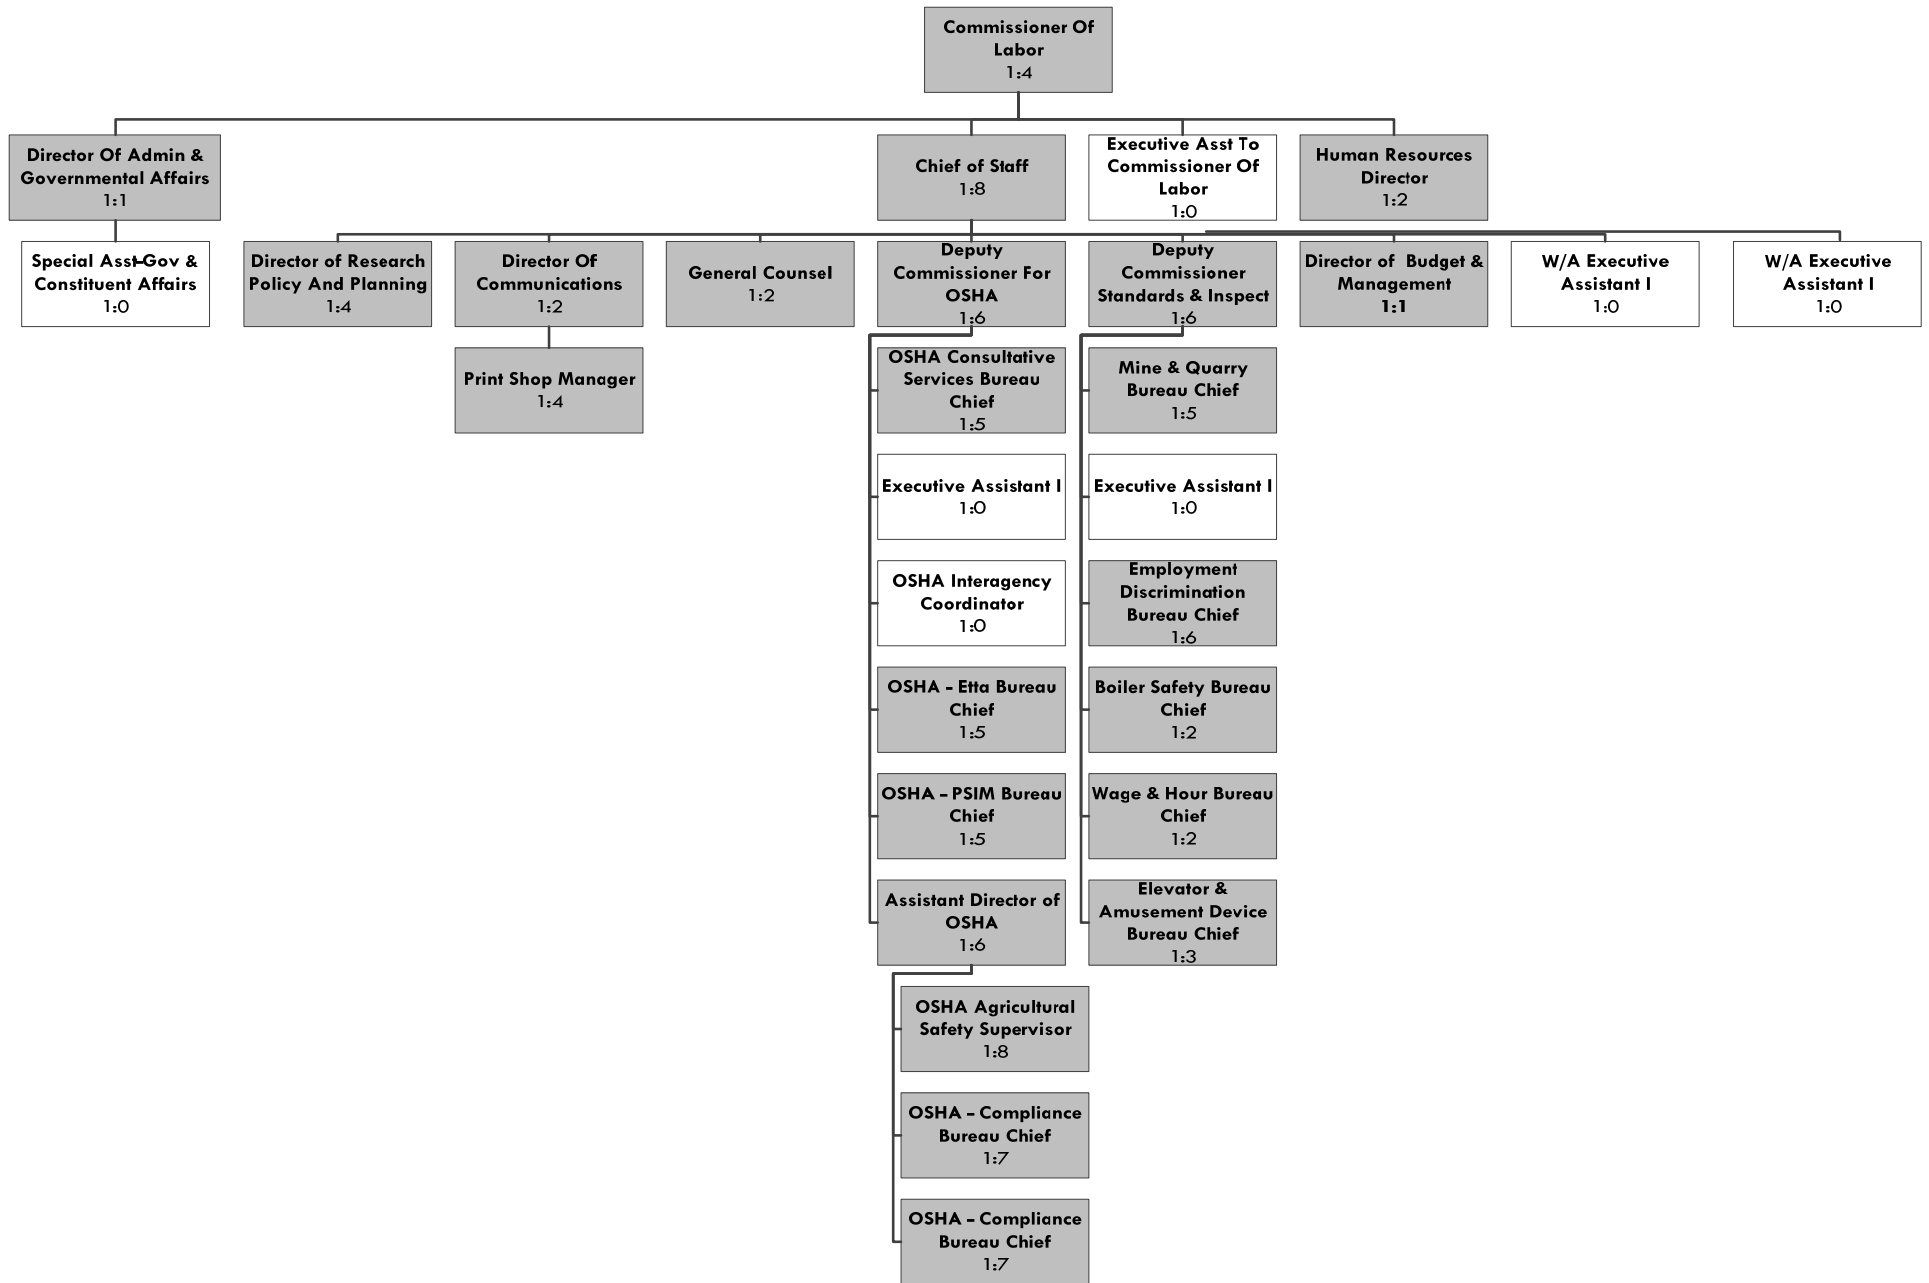 Commissioner Of
Labor
1:4
Director Of Admin &
Governmental Affairs
1:1
Chief of Staff
1:8
Executive Asst To
Commissioner Of
Labor
1:0
Human Resources
Director
1:2
Special Asst-Gov &
Constituent Affairs
1:0
Director of Research
Policy And Planning
1:4
Director Of
Communications
1:2
General Counsel
1:2
Deputy
Commissioner For
OSHA
1:6
Deputy
Commissioner
Standards & Inspect
1:6
Director of Budget &
Management
1:1
W/A Executive
Assistant I
1:0
W/A Executive
Assistant I
1:0
Print Shop Manager
1:4
OSHA Consultative
Services Bureau
Chief
1:5
Mine & Quarry
Bureau Chief
1:5
Executive Assistant I
1:0
Executive Assistant I
1:0
OSHA Interagency
Coordinator
1:0
Employment
Discrimination
Bureau Chief
1:6
OSHA - Etta Bureau
Chief
1:5
Boiler Safety Bureau
Chief
1:2
OSHA - PSIM Bureau
Chief
1:5
Wage & Hour Bureau
Chief
1:2
Assistant Director of
OSHA
1:6
Elevator &
Amusement Device
Bureau Chief
1:3
OSHA Agricultural
Safety Supervisor
1:8
OSHA - Compliance
Bureau Chief
1:7
OSHA - Compliance
Bureau Chief
1:7